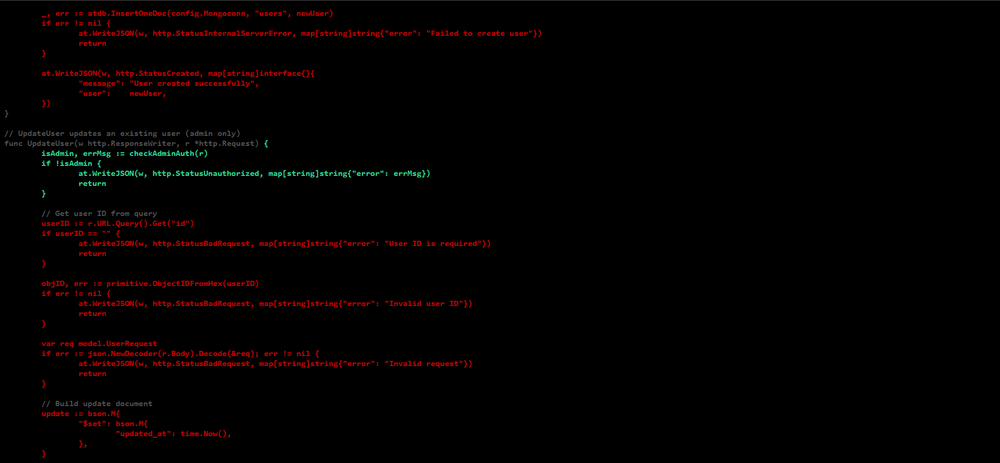 _, err := atdb.InsertOneDoc(config.Mongoconn, "users", newUser)
if err != nil {
at.WriteJSON(w, http.StatusInternalServerError, map[string]string{"error": "Failed to create user"})
return
}
at.WriteJSON(w, http.StatusCreated, map[string]interface{}{
"message": "User created successfully",
"user":    newUser,
})
}
// UpdateUser updates an existing user (admin only)
func UpdateUser(w http.ResponseWriter, r *http.Request) {
isAdmin, errMsg := checkAdminAuth(r)
if !isAdmin {
at.WriteJSON(w, http.StatusUnauthorized, map[string]string{"error": errMsg})
return
}
// Get user ID from query
userID := r.URL.Query().Get("id")
if userID == "" {
at.WriteJSON(w, http.StatusBadRequest, map[string]string{"error": "User ID is required"})
return
}
objID, err := primitive.ObjectIDFromHex(userID)
if err != nil {
at.WriteJSON(w, http.StatusBadRequest, map[string]string{"error": "Invalid user ID"})
return
}
var req model.UserRequest
if err := json.NewDecoder(r.Body).Decode(&req); err != nil {
at.WriteJSON(w, http.StatusBadRequest, map[string]string{"error": "Invalid request"})
return
}
// Build update document
update := bson.M{
"$set": bson.M{
"updated_at": time.Now(),
},
}